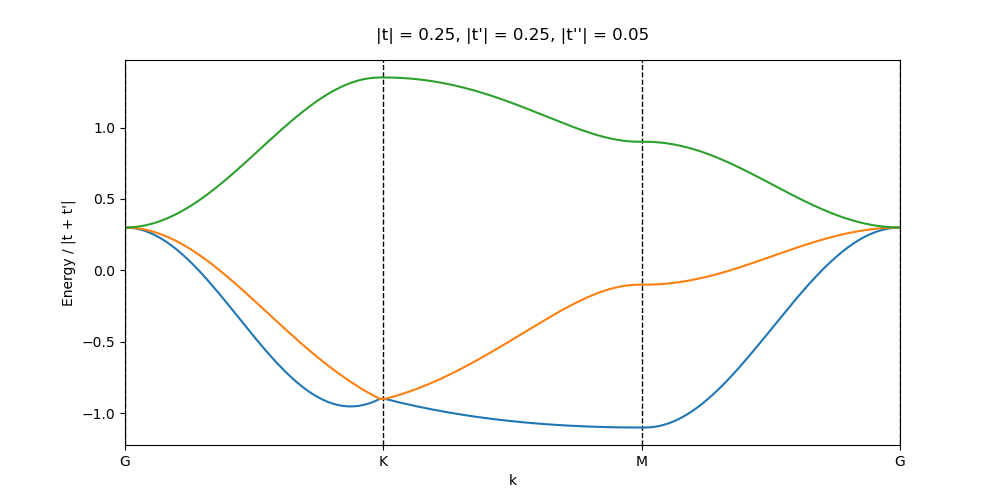 |t| = 0.25, |t'| = 0.25, |t''| = 0.05
Energy / |t + t'|
1.0
0.5
0.0
−0.5
−1.0
G K M G
k